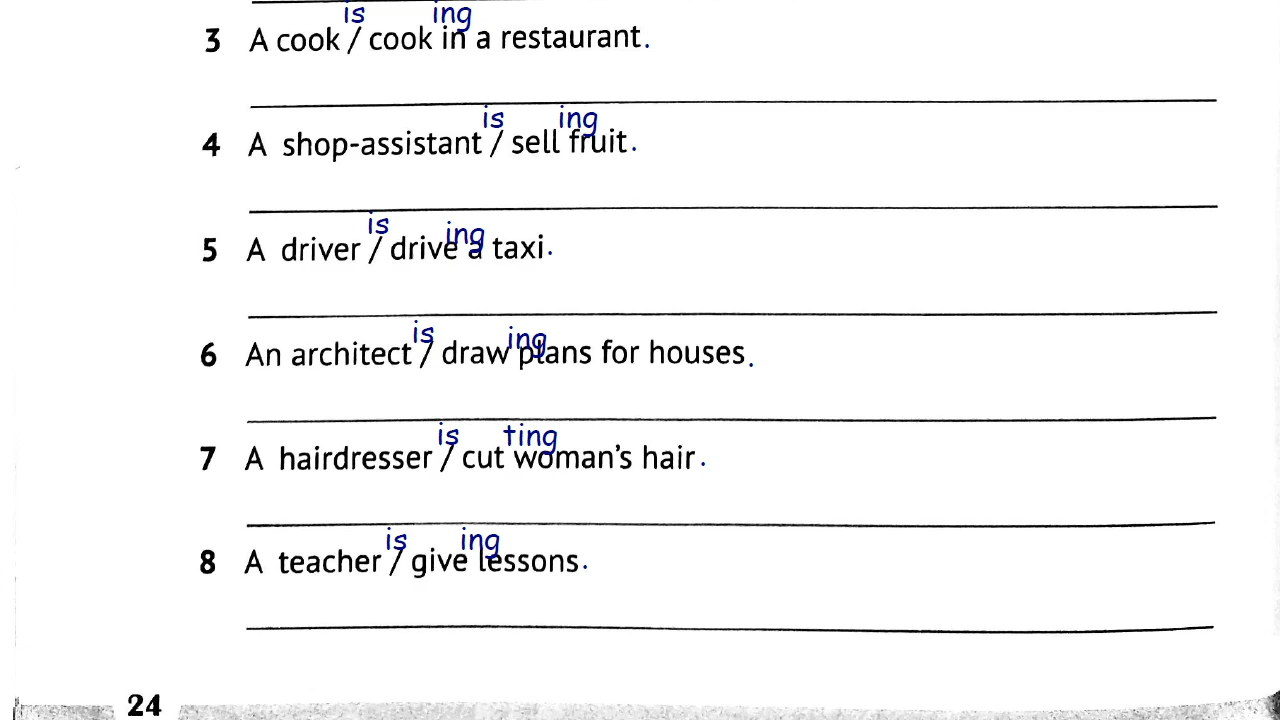 is ing
3 A cook / cook in a restaurant.
is ing
4 A shop-assistant / sell fruit.
is ing
5 A driver / drive a taxi.
is ing
6 An architect / draw plans for houses.
is ting
7 A hairdresser / cut woman's hair.
is ing
8 A teacher / give lessons.
24